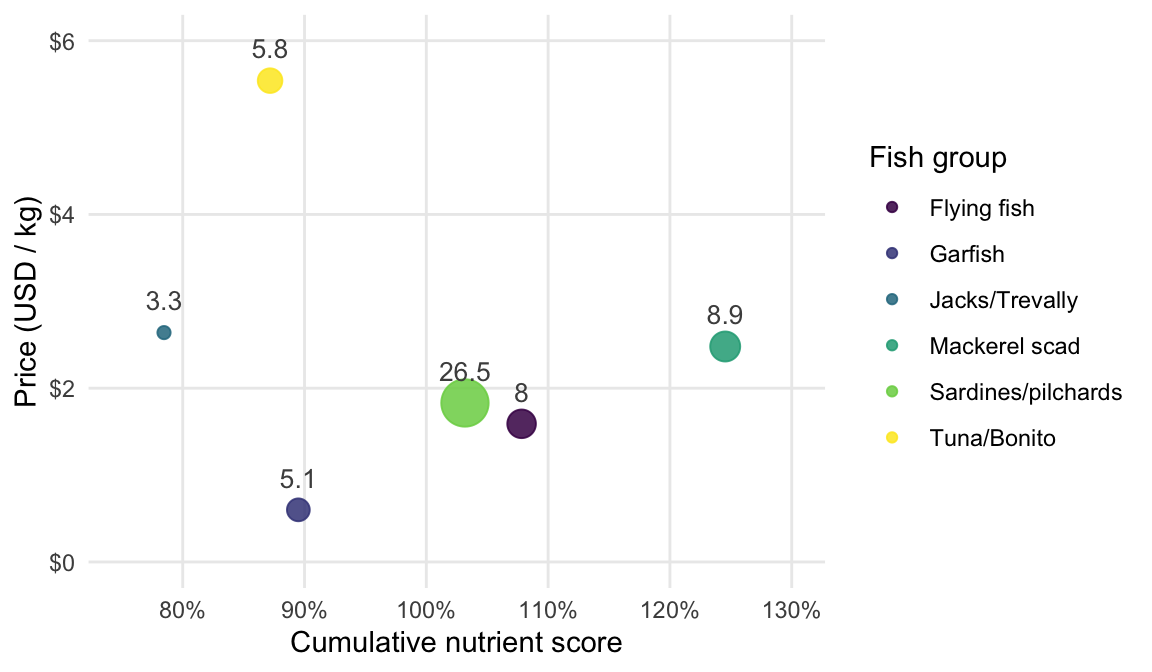 $6
$4
$2
$0
Price (USD / kg)
5.8
3.3
8.9
26.5
8
5.1
80%
90%
100%
110%
120%
130%
Cumulative nutrient score
Fish group
Flying fish
Garfish
Jacks/Trevally
Mackerel scad
Sardines/pilchards
Tuna/Bonito